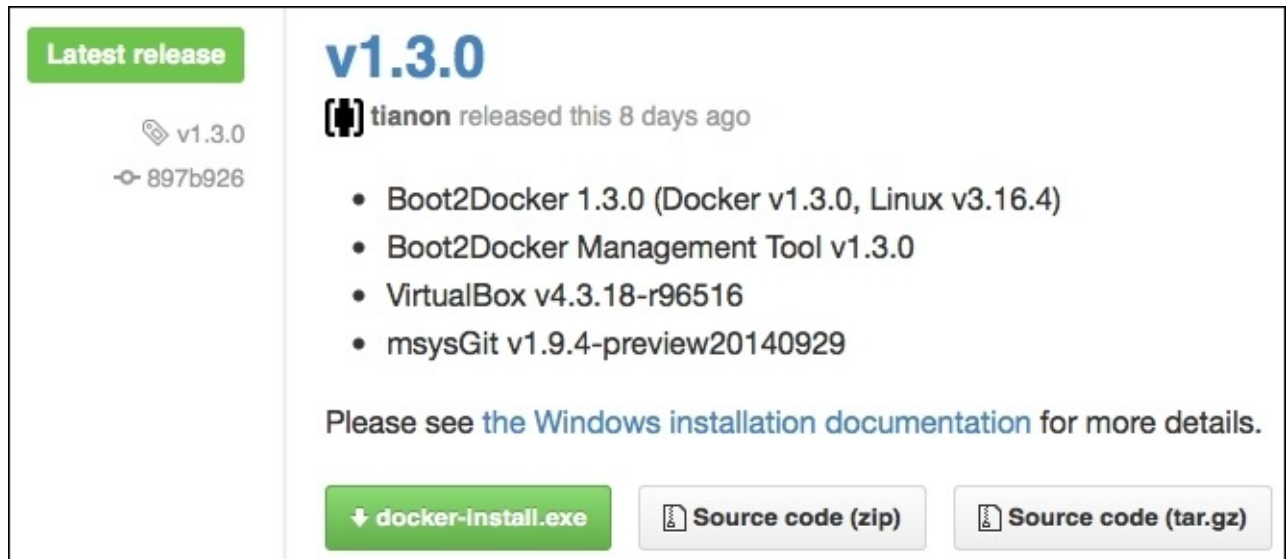 Latest release
v1.3.0
897b926
v1.3.0
tianon released this 8 days ago
• Boot2Docker 1.3.0 (Docker v1.3.0, Linux v3.16.4)
• Boot2Docker Management Tool v1.3.0
• VirtualBox v4.3.18-r96516
• msysGit v1.9.4-preview20140929
Please see the Windows installation documentation for more details.
docker-install.exe
Source code (zip)
Source code (tar.gz)